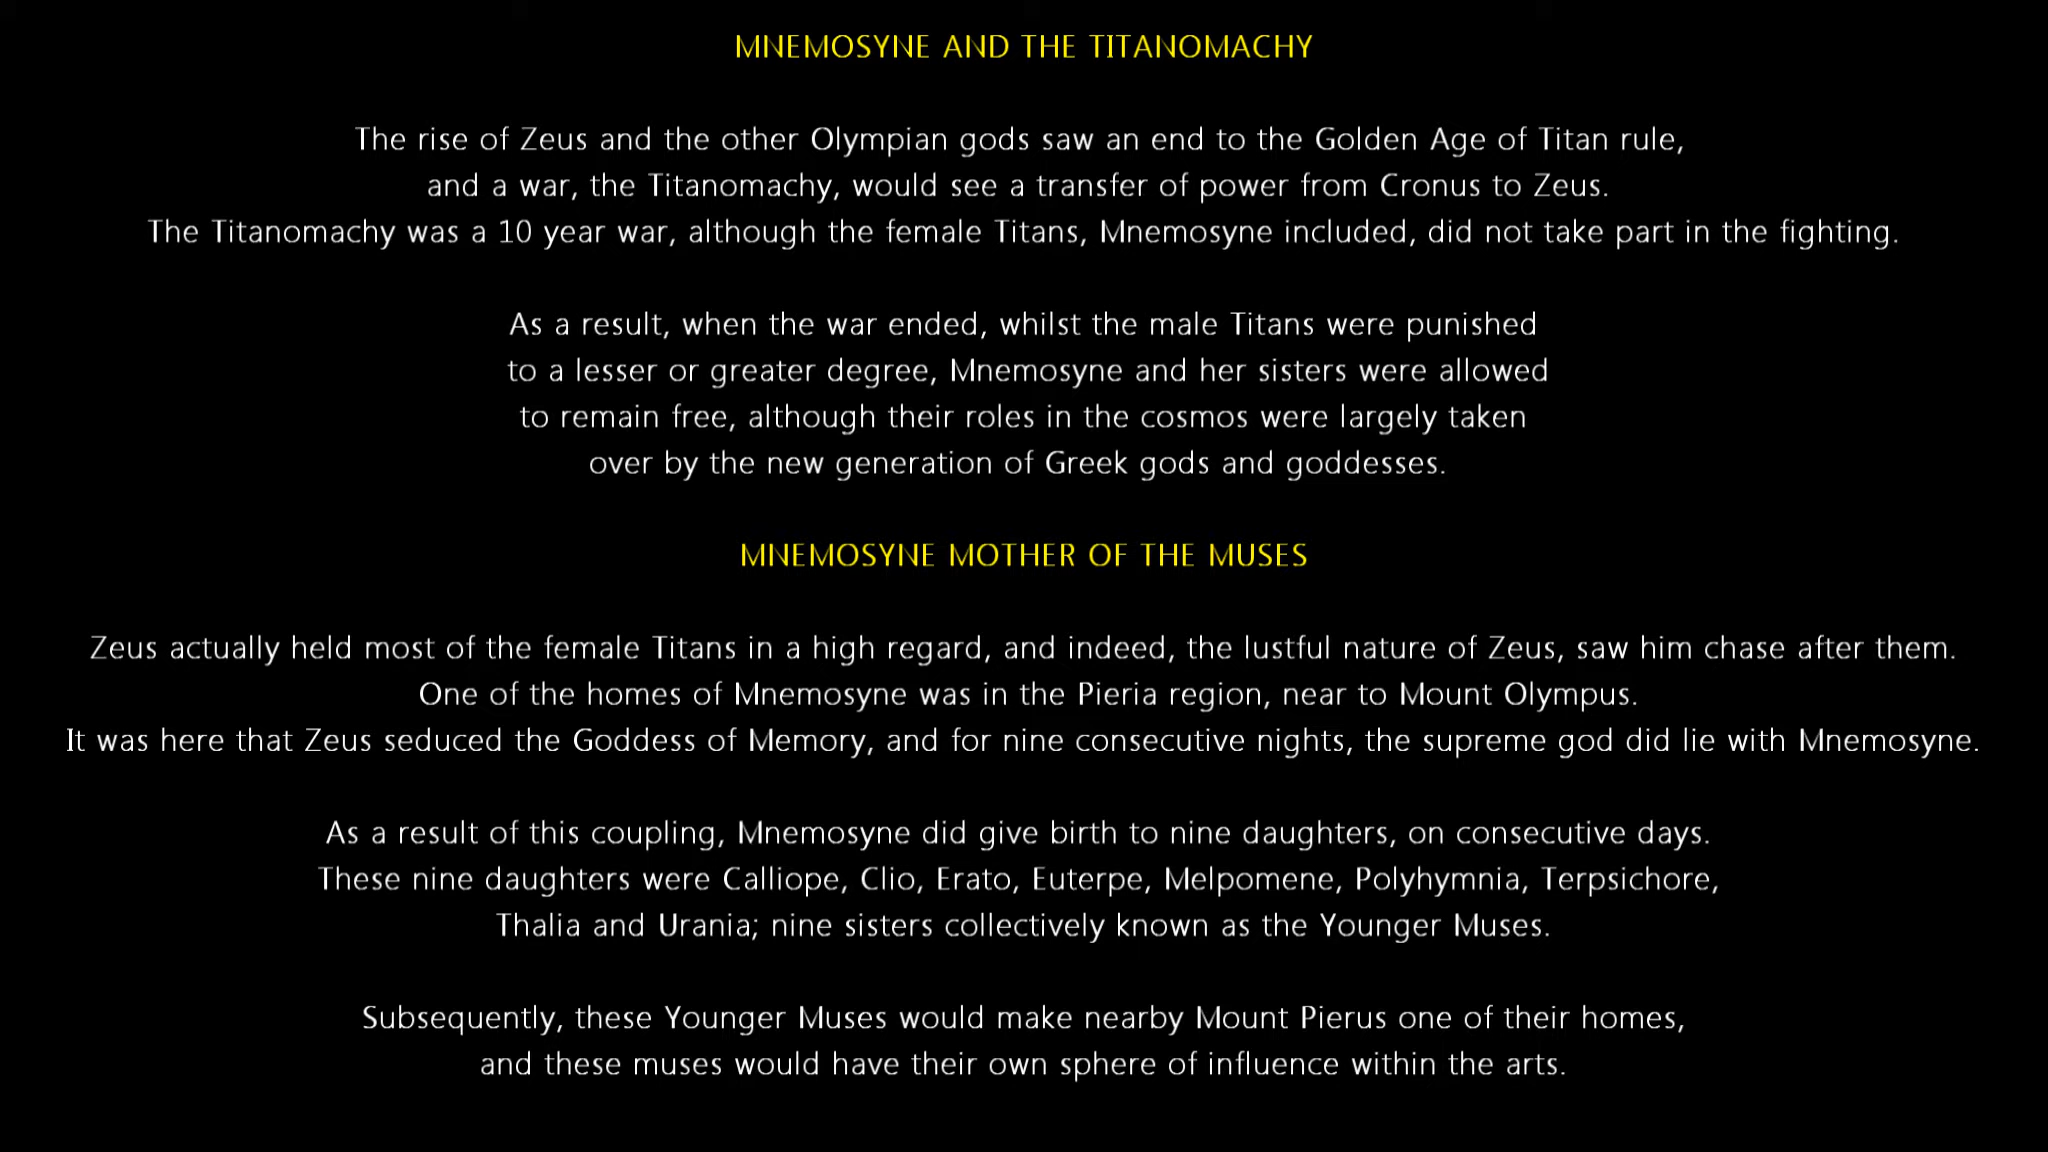 MNEMOSYNE AND THE TITANOMACHY
The rise of Zeus and the other Olympian gods saw an end to the Golden Age of Titan rule,
and a war, the Titanomachy, would see a transfer of power from Cronus to Zeus.
The Titanomachy was a 10 year war, although the female Titans, Mnemosyne included, did not take part in the fighting.
As a result, when the war ended, whilst the male Titans were punished
to a lesser or greater degree, Mnemosyne and her sisters were allowed
to remain free, although their roles in the cosmos were largely taken
over by the new generation of Greek gods and goddesses.
MNEMOSYNE MOTHER OF THE MUSES
Zeus actually held most of the female Titans in a high regard, and indeed, the lustful nature of Zeus, saw him chase after them.
One of the homes of Mnemosyne was in the Pieria region, near to Mount Olympus.
It was here that Zeus seduced the Goddess of Memory, and for nine consecutive nights, the supreme god did lie with Mnemosyne.
As a result of this coupling, Mnemosyne did give birth to nine daughters, on consecutive days.
These nine daughters were Calliope, Clio, Erato, Euterpe, Melpomene, Polyhymnia, Terpsichore,
Thalia and Urania; nine sisters collectively known as the Younger Muses.
Subsequently, these Younger Muses would make nearby Mount Pierus one of their homes,
and these muses would have their own sphere of influence within the arts.